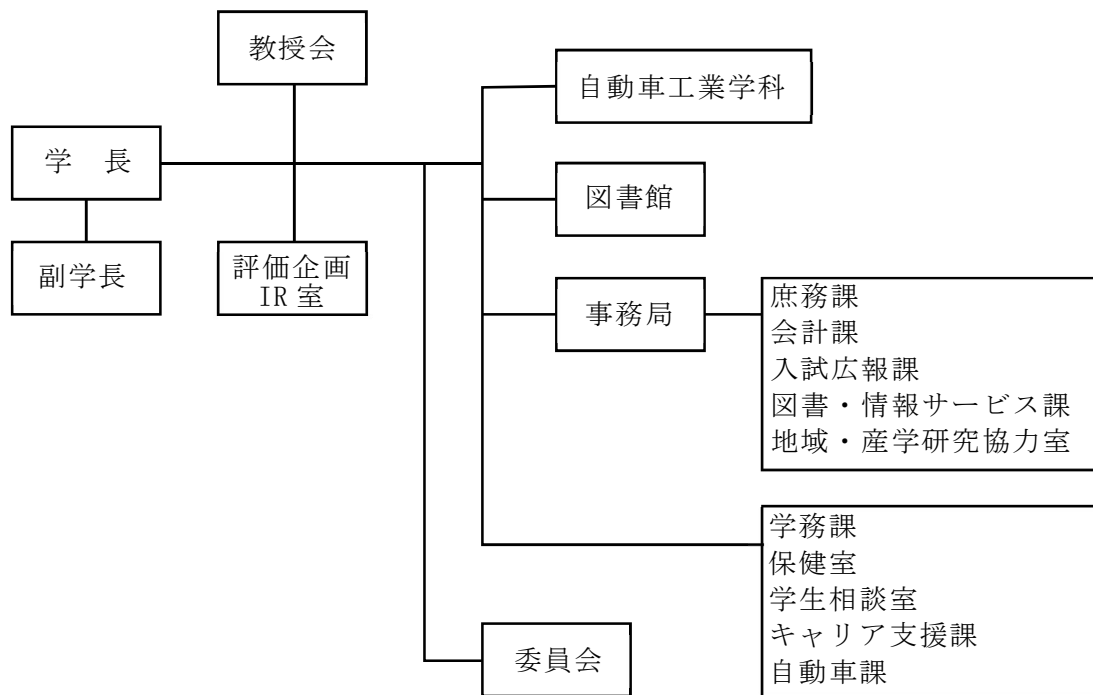 教授会
自動車工業学科
学　長
図書館
副学長
評価企画
IR室
事務局
庶務課
会計課
入試広報課
図書・情報サービス課
地域・産学研究協力室
学務課
保健室
学生相談室
キャリア支援課
自動車課
委員会